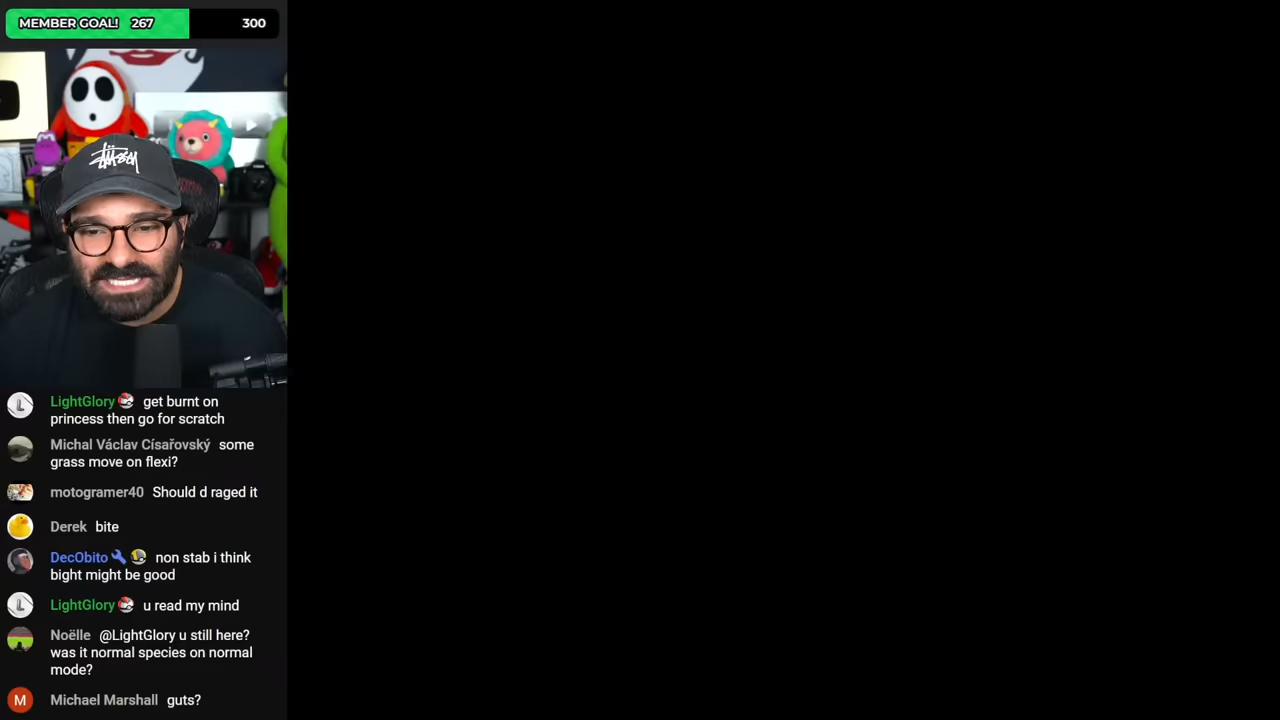 MEMBER GOAL! 267 300
STÜSSY
LightGlory get burnt on
princess then go for scratch
Michal Václav Císařovský some
grass move on flexi?
motogramer40 Should d raged it
Derek bite
DecObito non stab i think
bight might be good
LightGlory u read my mind
Noëlle @LightGlory u still here?
was it normal species on normal
mode?
M Michael Marshall guts?